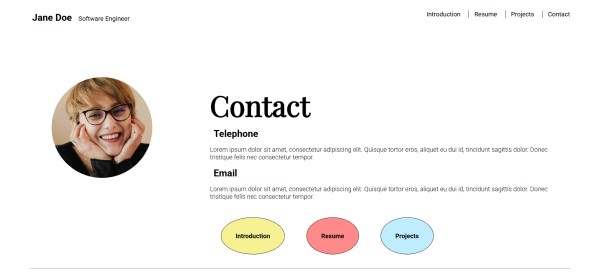 Jane Doe Software Engineer
Introduction | Resume | Projects | Contact
Contact
Telephone
Lorem ipsum dolor sit amet, consectetur adipiscing elit. Quisque tortor eros, aliquet eu dui id, tincidunt sagittis dolor. Donec
tristique felis nec consectetur tempor.
Email
Lorem ipsum dolor sit amet, consectetur adipiscing elit. Quisque tortor eros, aliquet eu dui id, tincidunt sagittis dolor. Donec
tristique felis nec consectetur tempor.
Introduction Resume Projects